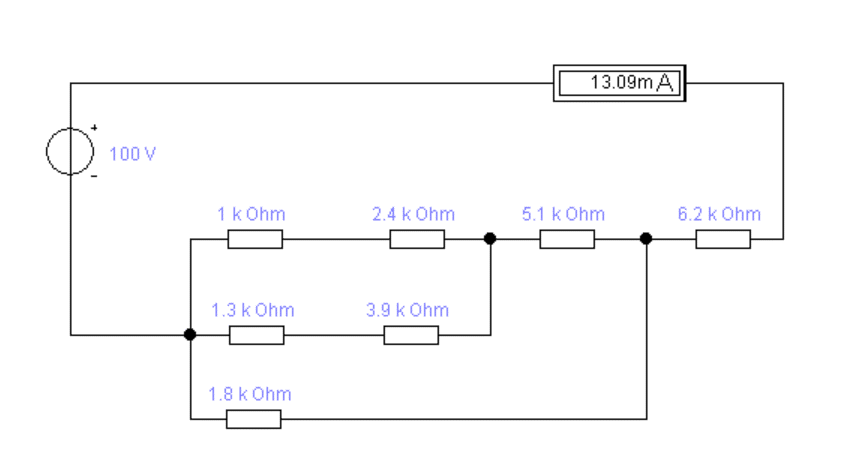 13.09mA
+
100 V
-
1 k Ohm
2.4 k Ohm
5.1 k Ohm
6.2 k Ohm
1.3 k Ohm
3.9 k Ohm
1.8 k Ohm